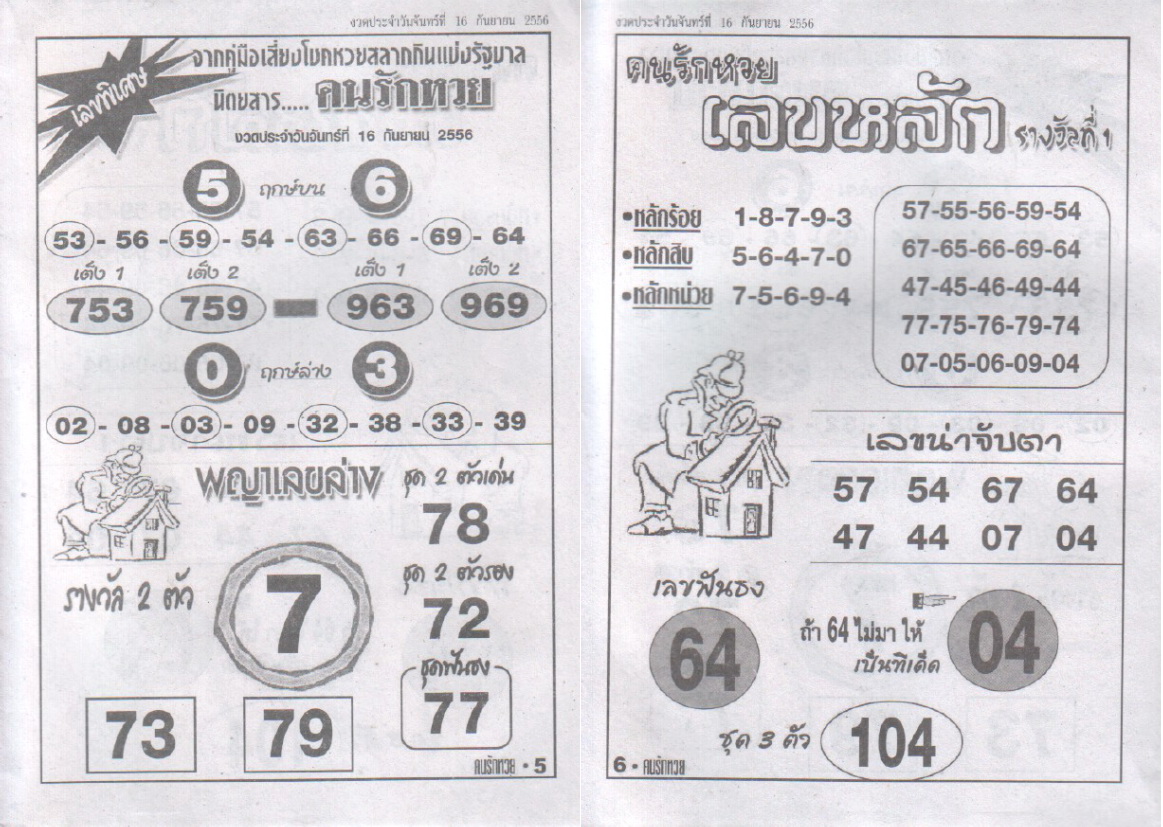 งวดประจำวันจันทร์ที่ 16 กันยายน 2556
เลขพิเศษ
จากคู่มือเสี่ยงโชคหวยสลากกินแบ่งรัฐบาล
นิตยสาร..... คนรักหวย
งวดประจำวันจันทร์ที่ 16 กันยายน 2556
5 ฤกษ์บน 6
53 - 56 - 59 - 54 - 63 - 66 - 69 - 64
เต็ง 1 เต็ง 2 เต็ง 1 เต็ง 2
753 759 963 969
0 ฤกษ์ล่าง 3
02 - 08 - 03 - 09 - 32 - 38 - 33 - 39
พญาเลขล่าง
ชุด 2 ตัวเด่น
78
รางวัล 2 ตัว
7
ชุด 2 ตัวรอง
72
ชุดฟันธง
77
73 79
คนรักหวย • 5
งวดประจำวันจันทร์ที่ 16 กันยายน 2556
คนรักหวย
เลขหลัก รางวัลที่ 1
•หลักร้อย 1-8-7-9-3
•หลักสิบ 5-6-4-7-0
•หลักหน่วย 7-5-6-9-4
57-55-56-59-54
67-65-66-69-64
47-45-46-49-44
77-75-76-79-74
07-05-06-09-04
เลขน่าจับตา
57 54 67 64
47 44 07 04
เลขฟันธง
64
ถ้า 64 ไม่มา ให้
เป็นทีเด็ด
04
ชุด 3 ตัว 104
6 • คนรักหวย